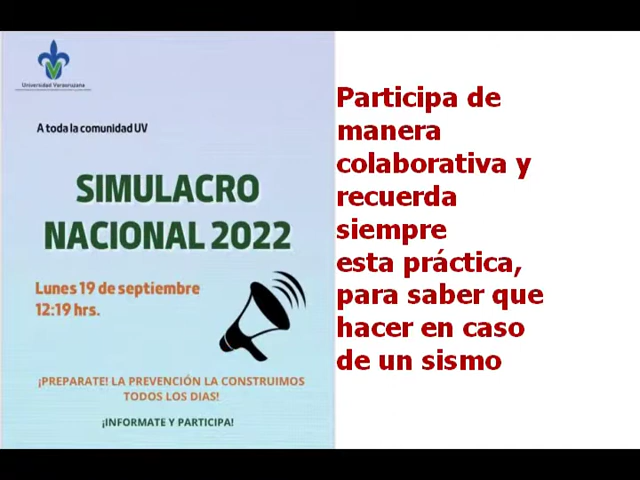 Universidad Veracruzana
A toda la comunidad UV
SIMULACRO
NACIONAL 2022
Lunes 19 de septiembre
12:19 hrs.
¡PREPARATE! LA PREVENCIÓN LA CONSTRUIMOS
TODOS LOS DIAS!
¡INFORMATE Y PARTICIPA!
Participa de
manera
colaborativa y
recuerda
siempre
esta práctica,
para saber que
hacer en caso
de un sismo